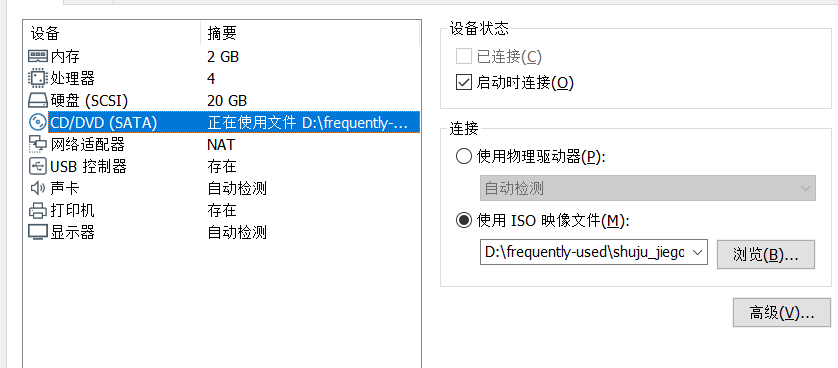 设备 摘要
内存 2 GB
处理器 4
硬盘 (SCSI) 20 GB
CD/DVD (SATA) 正在使用文件 D:\frequently-...
网络适配器 NAT
USB 控制器 存在
声卡 自动检测
打印机 存在
显示器 自动检测
设备状态
已连接(C)
启动时连接(O)
连接
使用物理驱动器(P):
自动检测
使用 ISO 映像文件(M):
D:\frequently-used\shuju_jiegc
浏览(B)...
高级(V)...